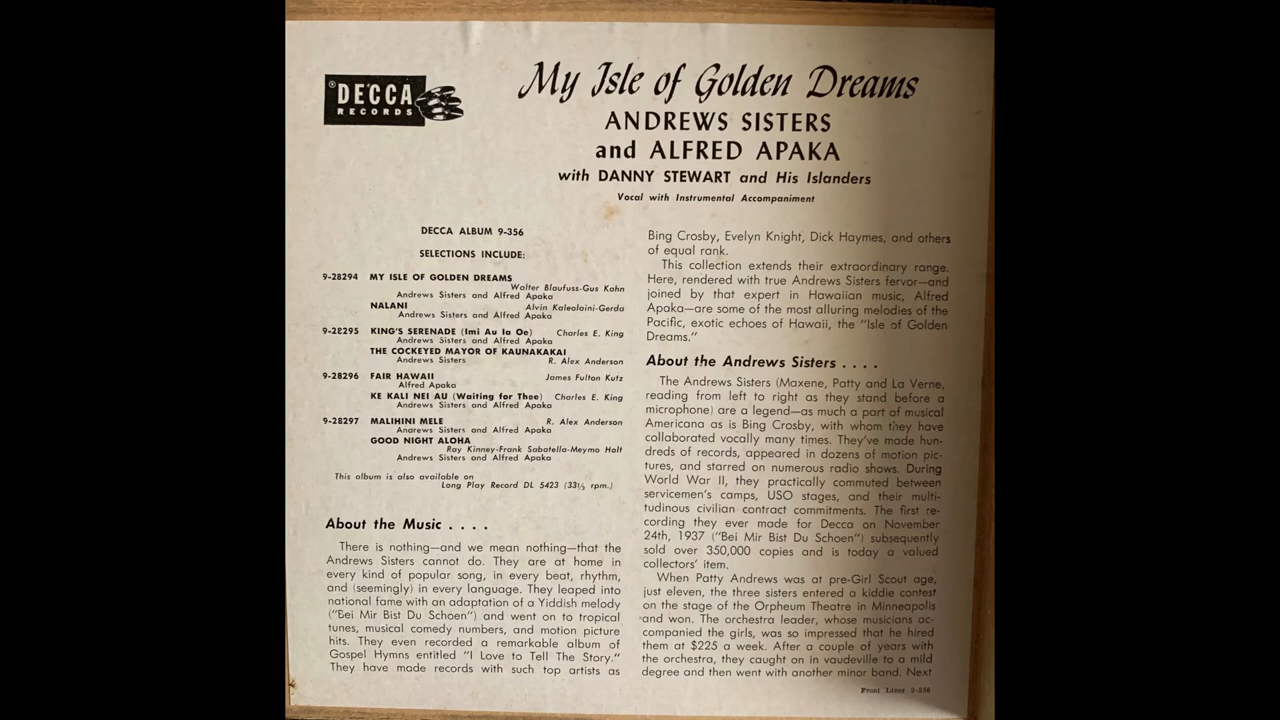 DECCA
RECORDS
My Isle of Golden Dreams
ANDREWS SISTERS
and ALFRED APAKA
with DANNY STEWART and His Islanders
Vocal with Instrumental Accompaniment
DECCA ALBUM 9-356
SELECTIONS INCLUDE:
9-28294 MY ISLE OF GOLDEN DREAMS
Walter Blaufuss-Gus Kahn
Andrews Sisters and Alfred Apaka
NALANI Alvin Kaleolaini-Gerda
Andrews Sisters and Alfred Apaka
9-28295 KING'S SERENADE (Imi Au Ia Oe) Charles E. King
Andrews Sisters and Alfred Apaka
THE COCKEYED MAYOR OF KAUNAKAKAI
Andrews Sisters R. Alex Anderson
9-28296 FAIR HAWAII James Fulton Kutz
Alfred Apaka
KE KALI NEI AU (Waiting for Thee) Charles E. King
Andrews Sisters and Alfred Apaka
9-28297 MALIHINI MELE R. Alex Anderson
Andrews Sisters and Alfred Apaka
GOOD NIGHT ALOHA
Ray Kinney-Frank Sabatella-Meymo Holt
Andrews Sisters and Alfred Apaka
This album is also available on
Long Play Record DL 5423 (33⅓ rpm.)
About the Music . . . .
There is nothing—and we mean nothing—that the
Andrews Sisters cannot do. They are at home in
every kind of popular song, in every beat, rhythm,
and (seemingly) in every language. They leaped into
national fame with an adaptation of a Yiddish melody
("Bei Mir Bist Du Schoen") and went on to tropical
tunes, musical comedy numbers, and motion picture
hits. They even recorded a remarkable album of
Gospel Hymns entitled "I Love to Tell The Story."
They have made records with such top artists as
Bing Crosby, Evelyn Knight, Dick Haymes, and others
of equal rank.
This collection extends their extraordinary range.
Here, rendered with true Andrews Sisters fervor—and
joined by that expert in Hawaiian music, Alfred
Apaka—are some of the most alluring melodies of the
Pacific, exotic echoes of Hawaii, the "Isle of Golden
Dreams."
About the Andrews Sisters . . . .
The Andrews Sisters (Maxene, Patty and La Verne,
reading from left to right as they stand before a
microphone) are a legend—as much a part of musical
Americana as is Bing Crosby, with whom they have
collaborated vocally many times. They've made hun-
dreds of records, appeared in dozens of motion pic-
tures, and starred on numerous radio shows. During
World War II, they practically commuted between
servicemen's camps, USO stages, and their multi-
tudinous civilian contract commitments. The first re-
cording they ever made for Decca on November
24th, 1937 ("Bei Mir Bist Du Schoen") subsequently
sold over 350,000 copies and is today a valued
collectors' item.
When Patty Andrews was at pre-Girl Scout age,
just eleven, the three sisters entered a kiddie contest
on the stage of the Orpheum Theatre in Minneapolis
and won. The orchestra leader, whose musicians ac-
companied the girls, was so impressed that he hired
them at $225 a week. After a couple of years with
the orchestra, they caught on in vaudeville to a mild
degree and then went with another minor band. Next
Front Liner 9-356